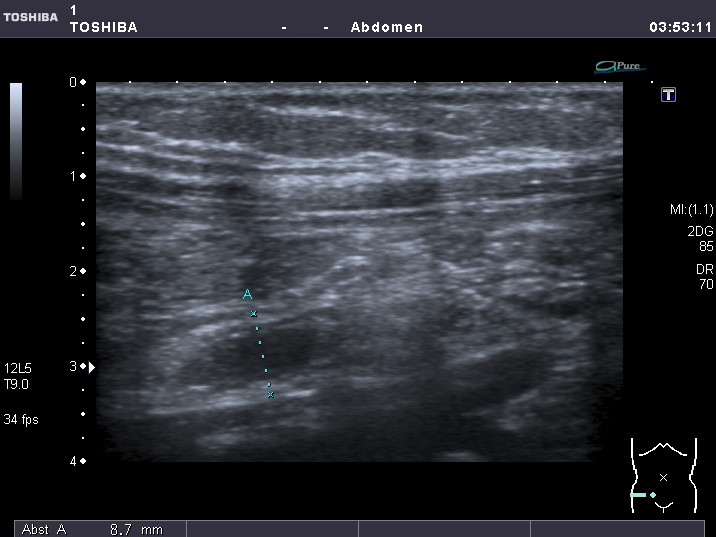 TOSHIBA
1
TOSHIBA - - Abdomen 03:53:11
aPure
T
0
1
2
3
4
A
MI:(1.1)
2DG
85
DR
70
12L5
T9.0
34 fps
Abst A 8.7 mm